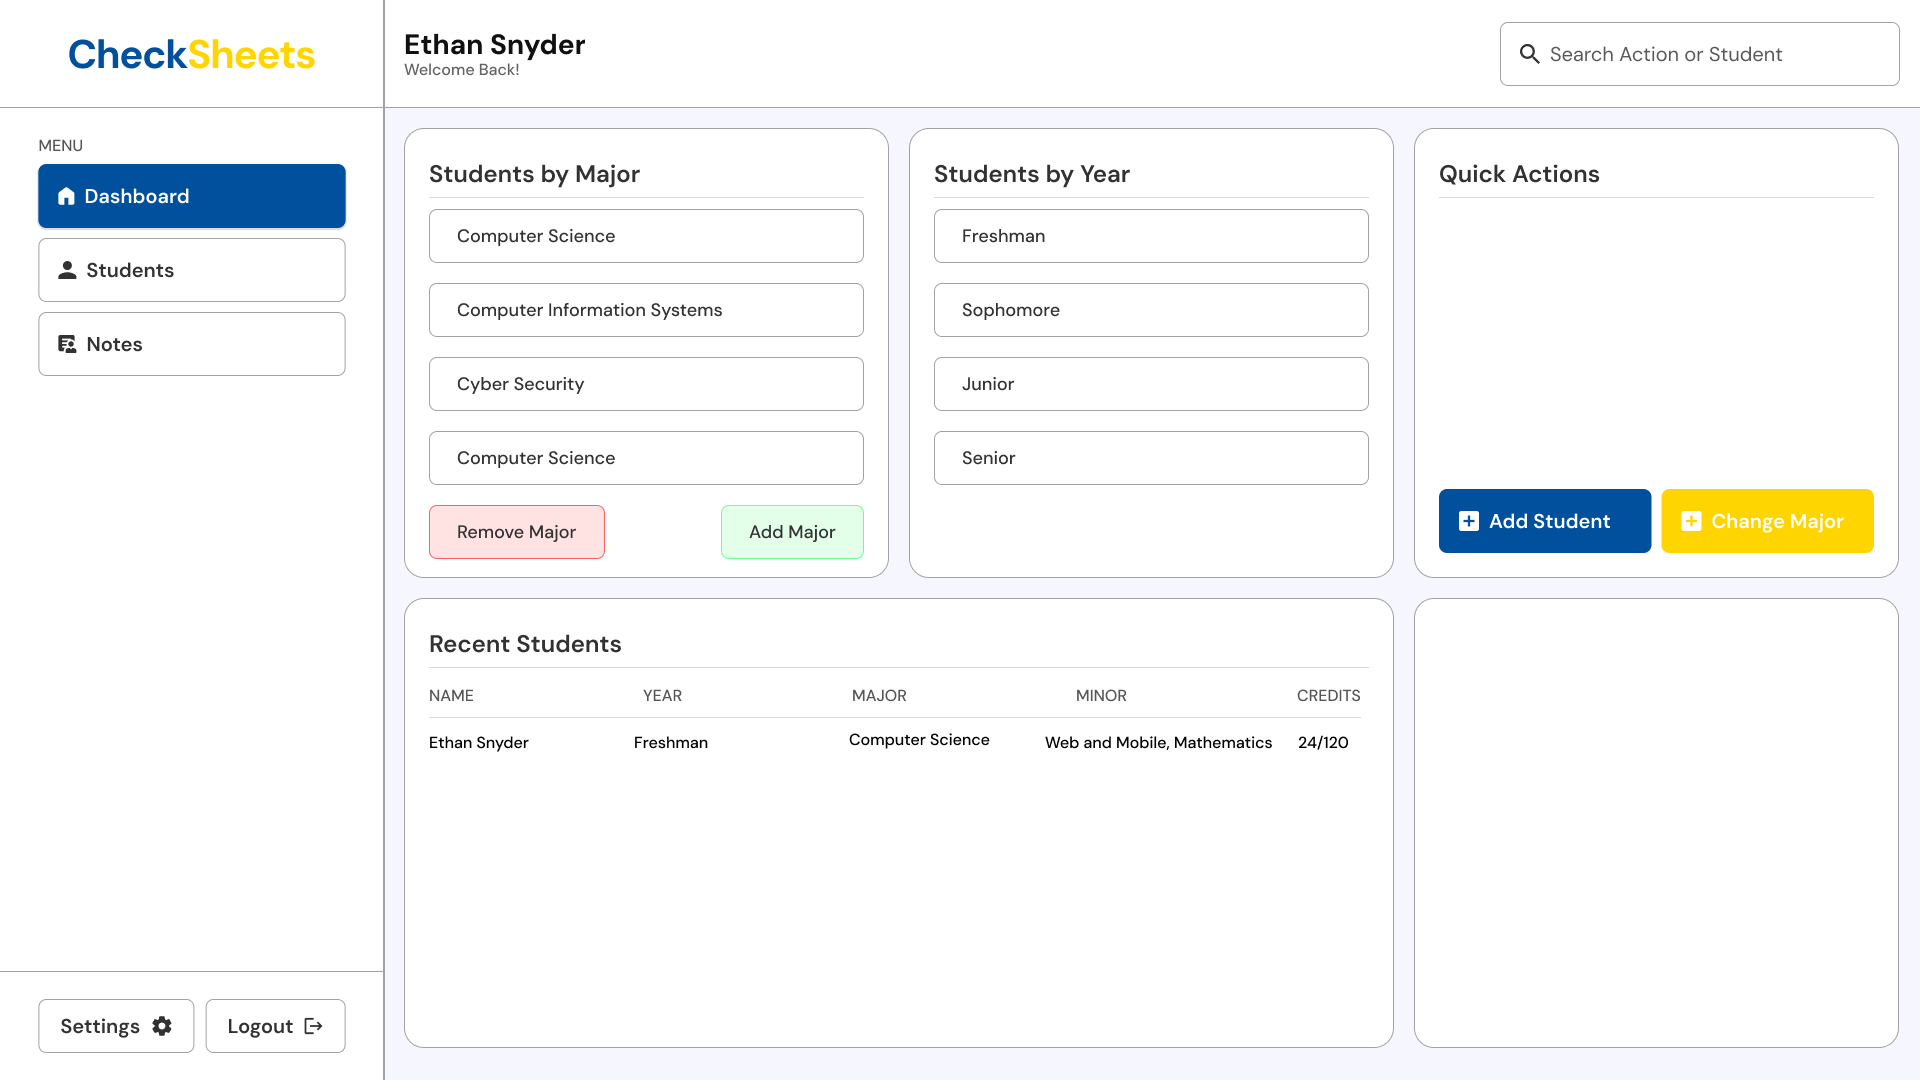 CheckSheets
Ethan Snyder
Welcome Back!
Search Action or Student
MENU
Dashboard
Students
Notes
Settings
Logout
Students by Major
Computer Science
Computer Information Systems
Cyber Security
Computer Science
Remove Major
Add Major
Students by Year
Freshman
Sophomore
Junior
Senior
Quick Actions
Add Student
Change Major
Recent Students
NAME YEAR MAJOR MINOR CREDITS
Ethan Snyder Freshman Computer Science Web and Mobile, Mathematics 24/120